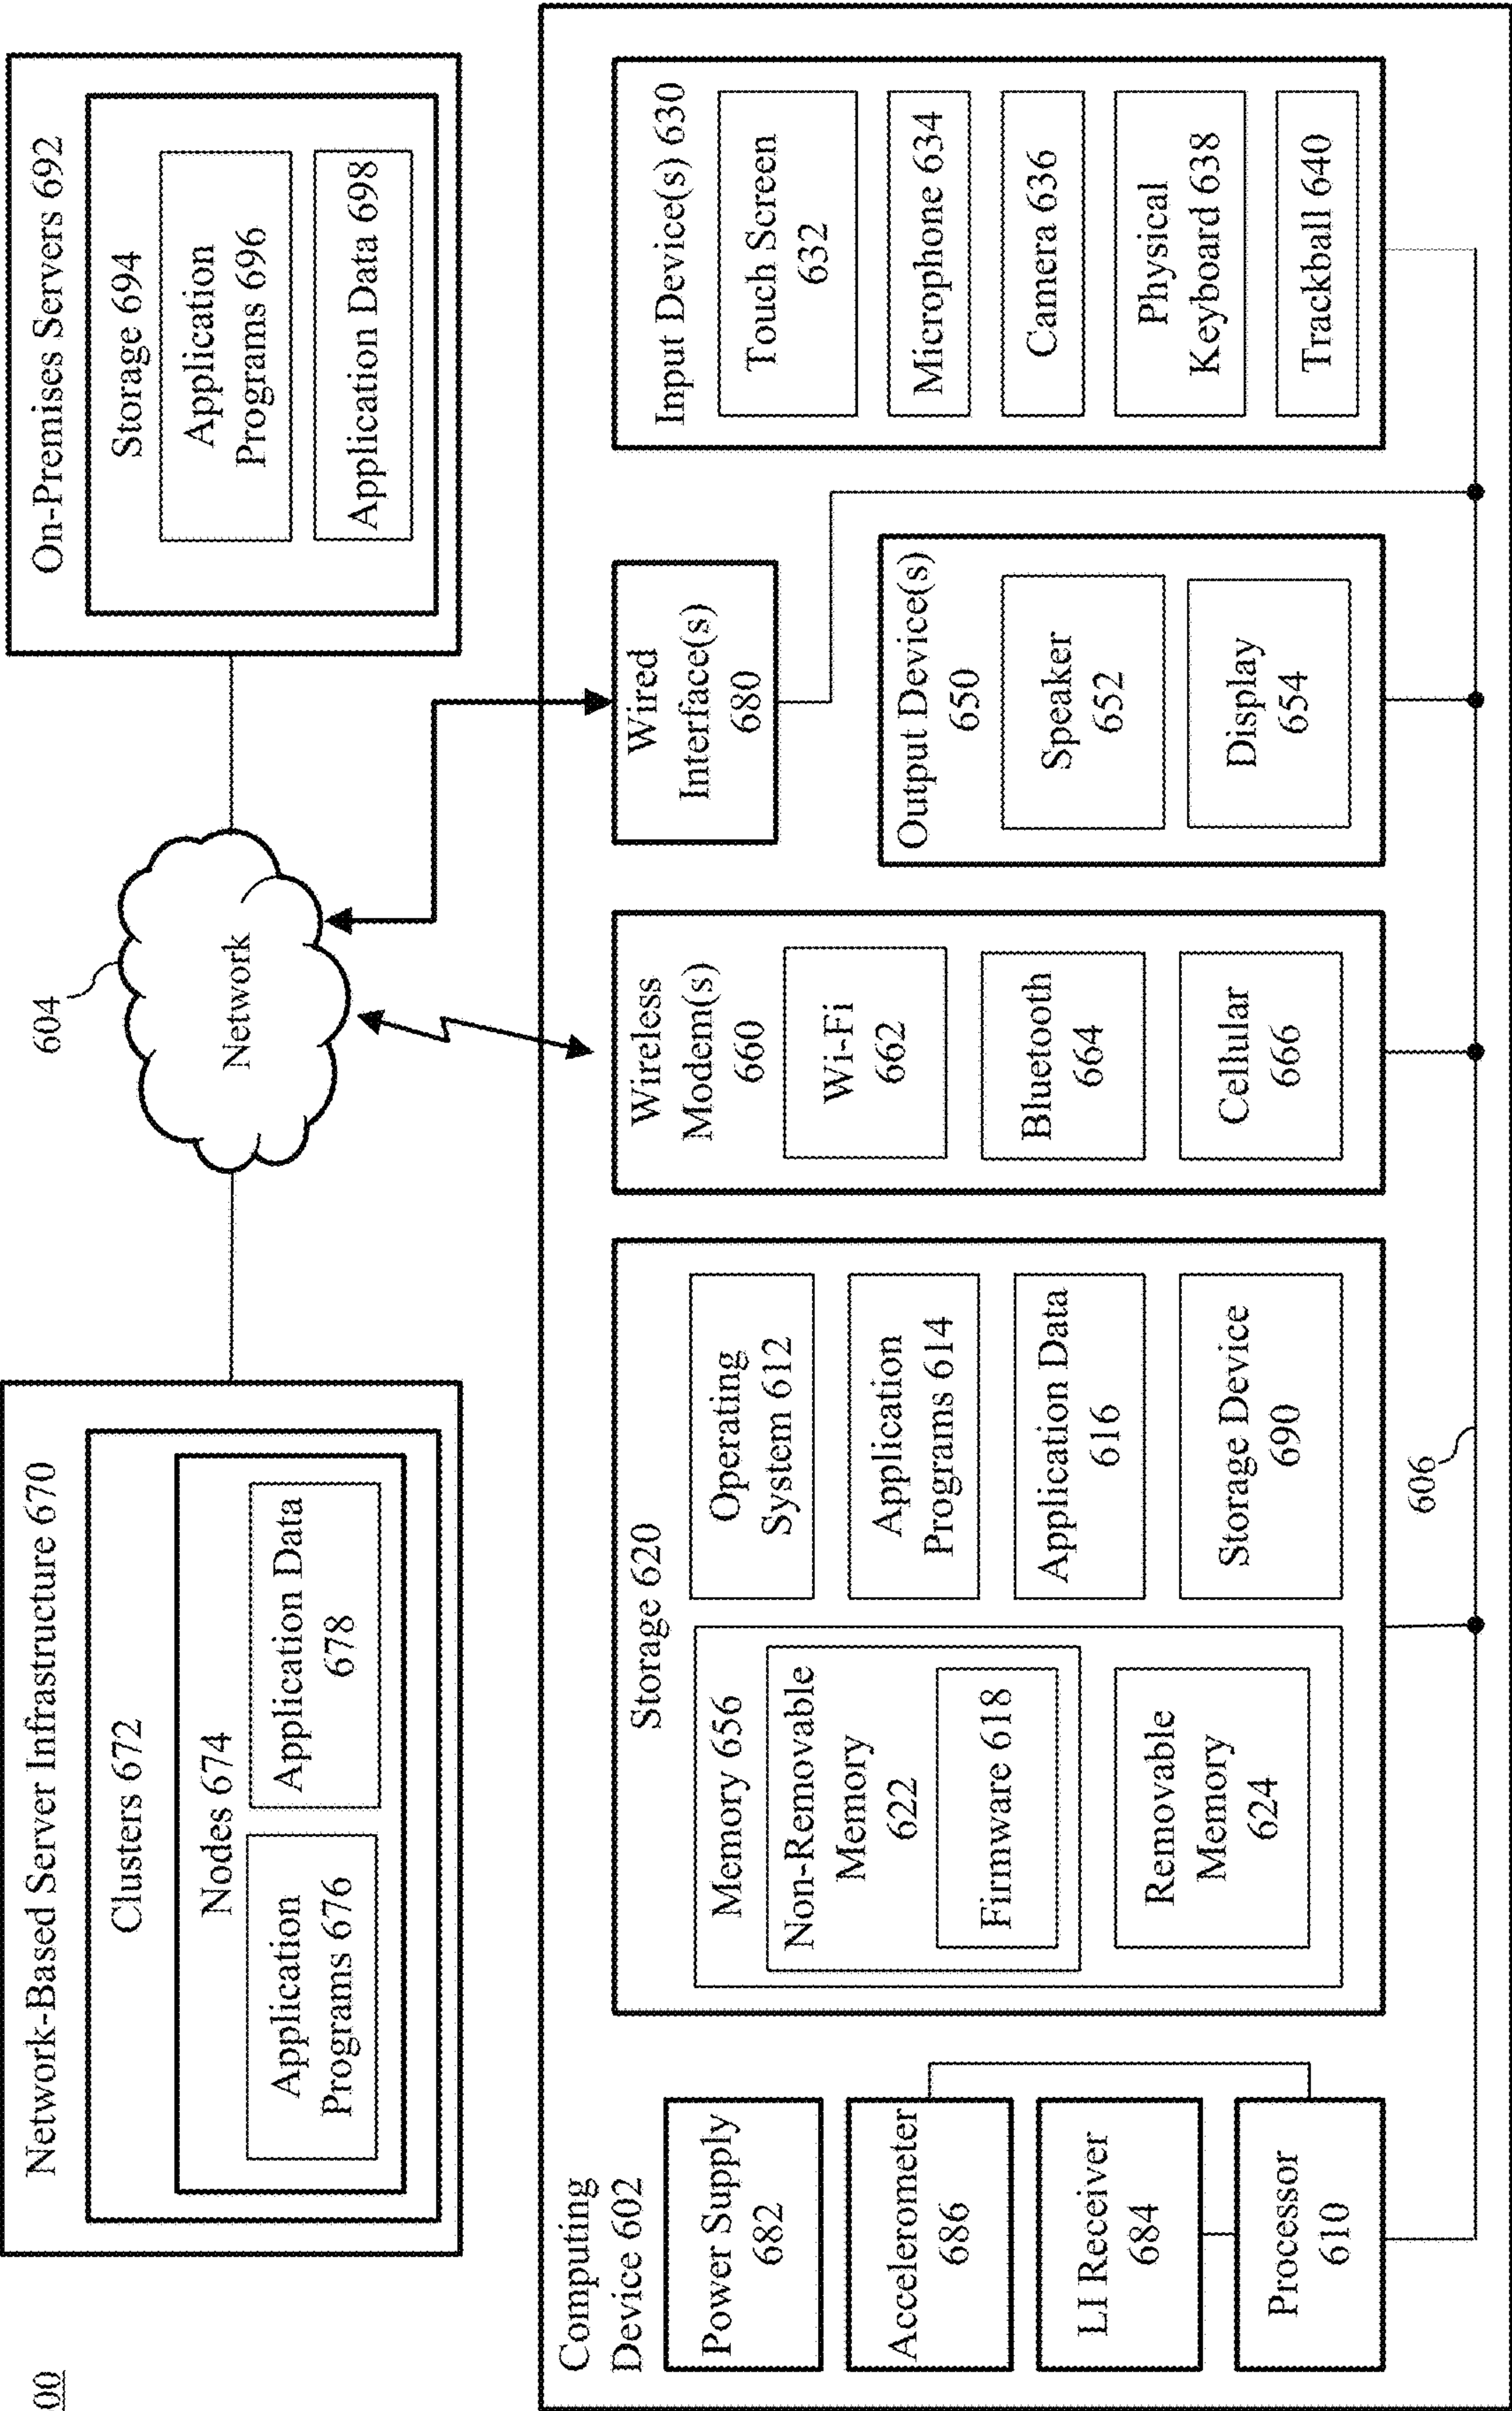 00
Network-Based Server Infrastructure 670
Clusters 672
Nodes 674
Application
Programs 676
Application Data
678
604
Network
On-Premises Servers 692
Storage 694
Application
Programs 696
Application Data 698
Computing
Device 602
Power Supply
682
Accelerometer
686
LI Receiver
684
Processor
610
Storage 620
Memory 656
Non-Removable
Memory
622
Firmware 618
Removable
Memory
624
Operating
System 612
Application
Programs 614
Application Data
616
Storage Device
690
Wireless
Modem(s)
660
Wi-Fi
662
Bluetooth
664
Cellular
666
Wired
Interface(s)
680
Output Device(s)
650
Speaker
652
Display
654
Input Device(s) 630
Touch Screen
632
Microphone 634
Camera 636
Physical
Keyboard 638
Trackball 640
606